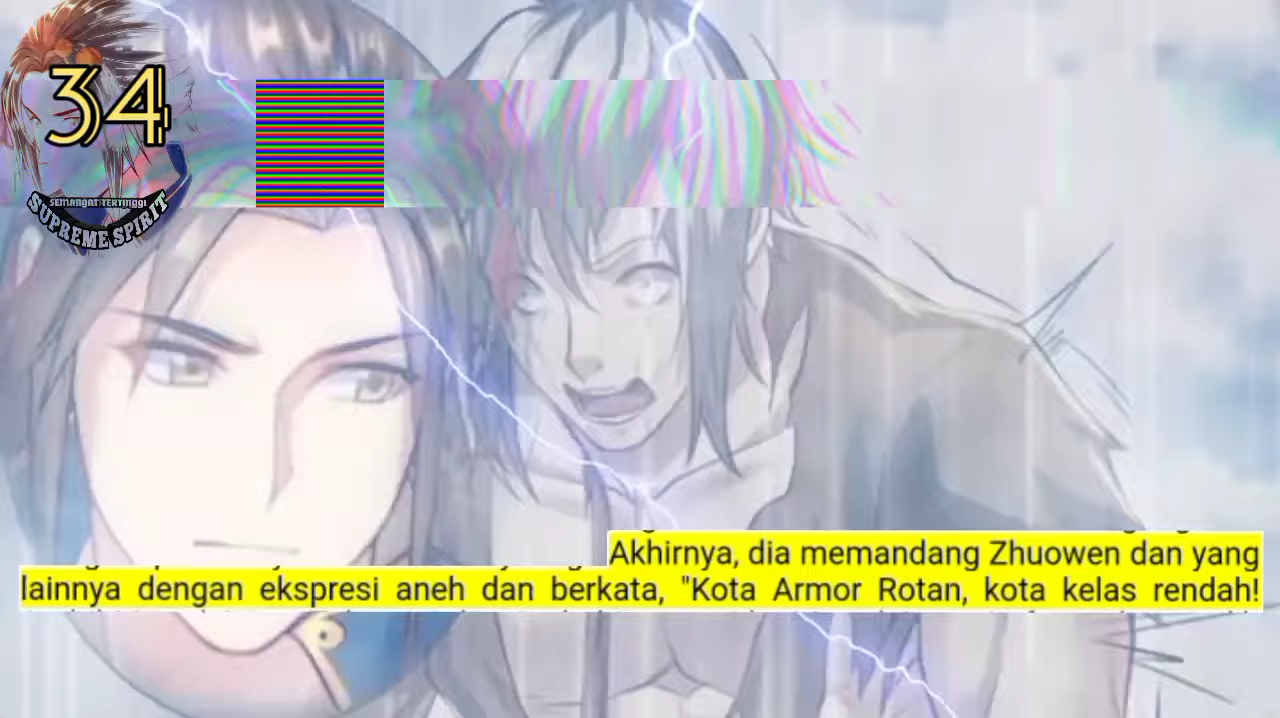 34
SEMANGAT TERTINGGI
SUPREME SPIRIT
Akhirnya, dia memandang Zhuowen dan yang
lainnya dengan ekspresi aneh dan berkata, "Kota Armor Rotan, kota kelas rendah!